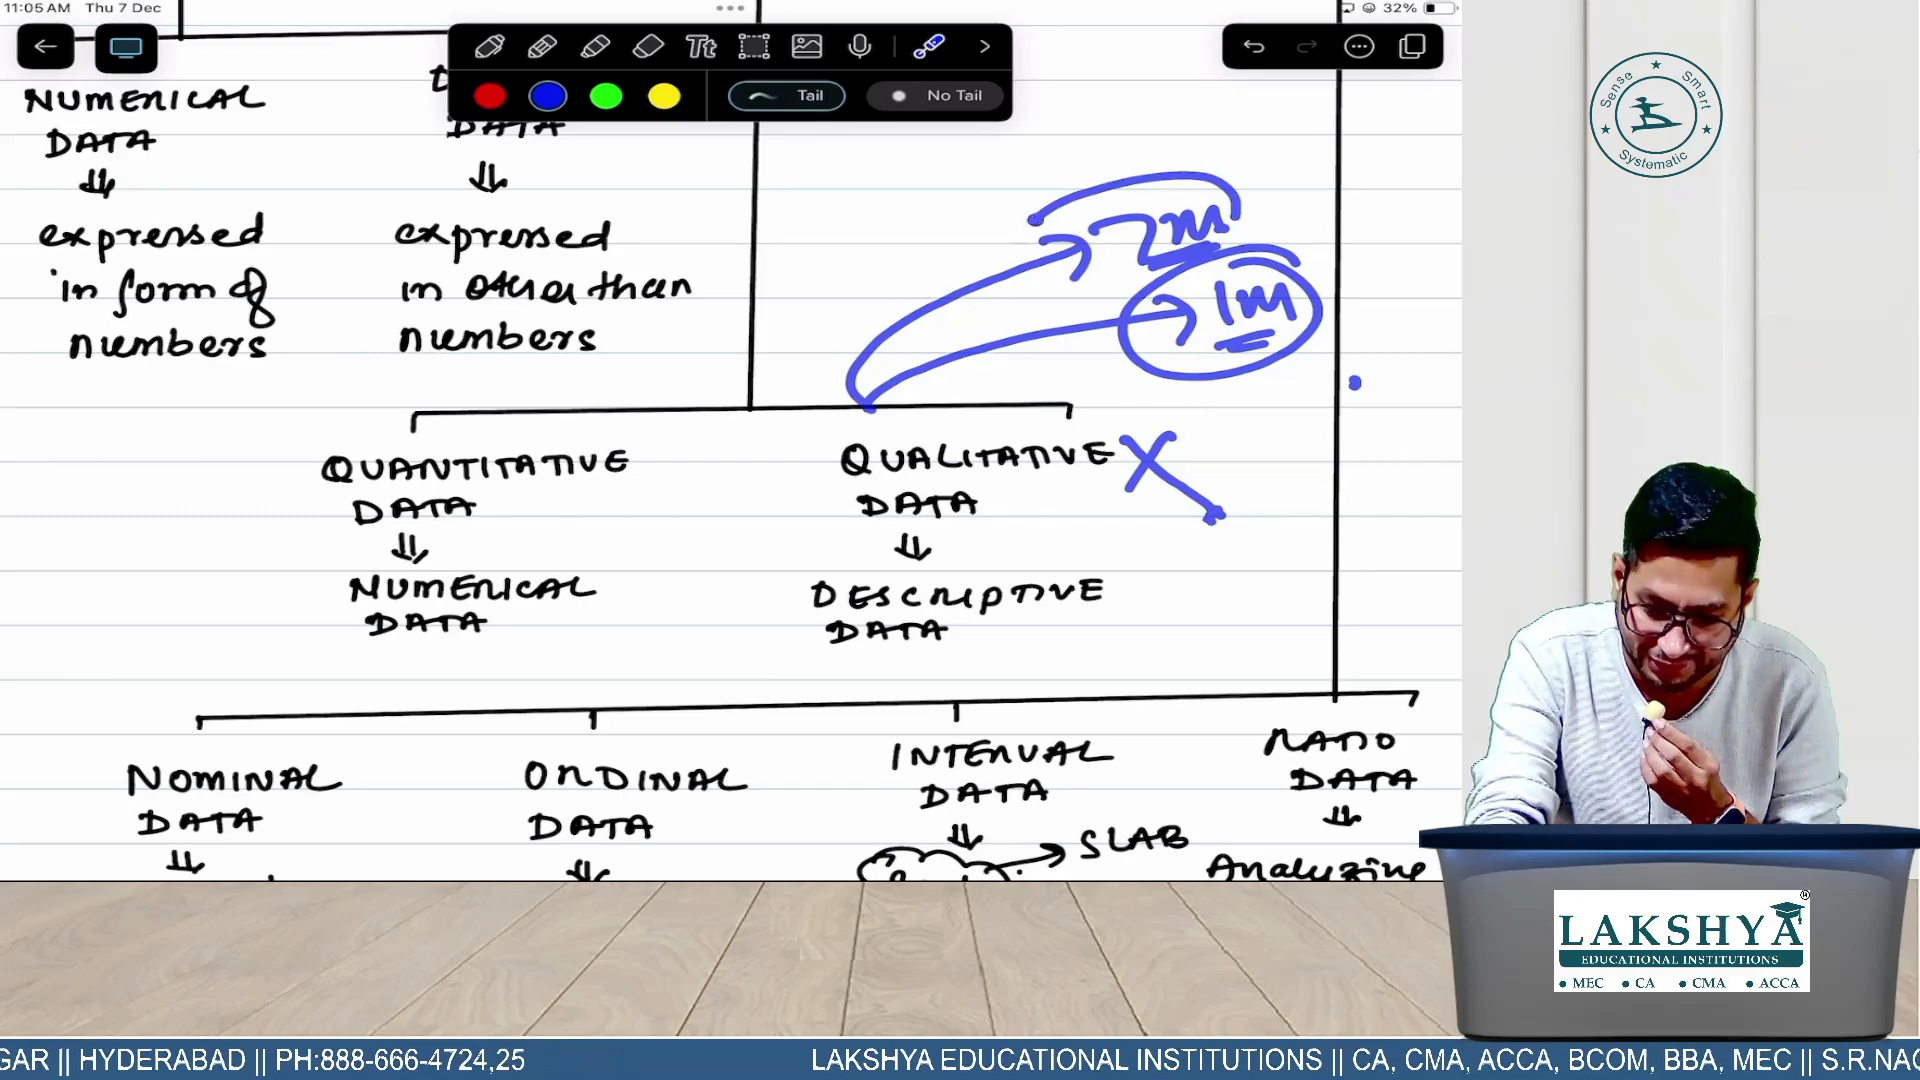 11:05 AM Thu 7 Dec
32%
Tt
Tail
No Tail
NUMERICAL
DATA
expressed
in form of
numbers
DATA
expressed
in other than
numbers
2m
1m
QUANTITATIVE
DATA
NUMERICAL
DATA
QUALITATIVE X
DATA
DESCRIPTIVE
DATA
NOMINAL
DATA
ORDINAL
DATA
INTERVAL
DATA
SLAB
RATIO
DATA
Analyzing
Sense Smart
Systematic
LAKSHYA®
EDUCATIONAL INSTITUTIONS
• MEC • CA • CMA • ACCA
GAR || HYDERABAD || PH:888-666-4724,25 LAKSHYA EDUCATIONAL INSTITUTIONS || CA, CMA, ACCA, BCOM, BBA, MEC || S.R.NAG